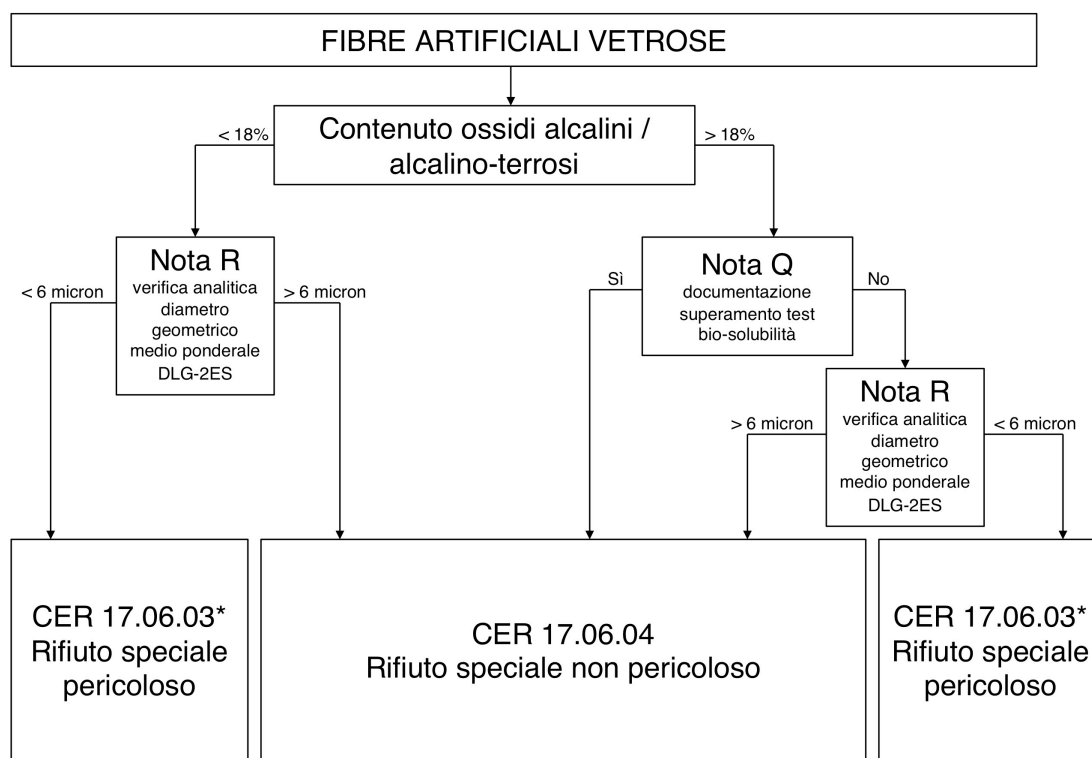 FIBRE ARTIFICIALI VETROSE
Contenuto ossidi alcalini /
alcalino-terrosi
< 18%
> 18%
Nota R
verifica analitica
diametro
geometrico
medio ponderale
DLG-2ES
< 6 micron
> 6 micron
Nota Q
documentazione
superamento test
bio-solubilità
Sì
No
Nota R
verifica analitica
diametro
geometrico
medio ponderale
DLG-2ES
> 6 micron
< 6 micron
CER 17.06.03*
Rifiuto speciale
pericoloso
CER 17.06.04
Rifiuto speciale non pericoloso
CER 17.06.03*
Rifiuto speciale
pericoloso